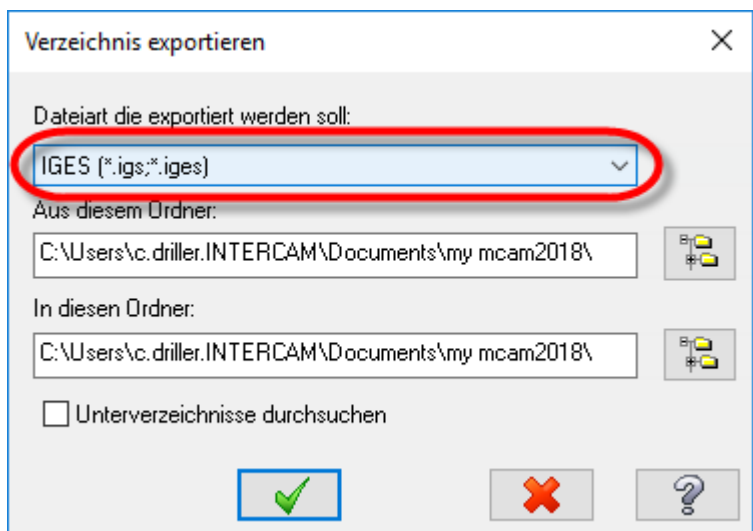 Verzeichnis exportieren
Dateiart die exportiert werden soll:
IGES (*.igs;*.iges)
Aus diesem Ordner:
C:\Users\c.driller.INTERCAM\Documents\my mcam2018\
In diesen Ordner:
C:\Users\c.driller.INTERCAM\Documents\my mcam2018\
Unterverzeichnisse durchsuchen